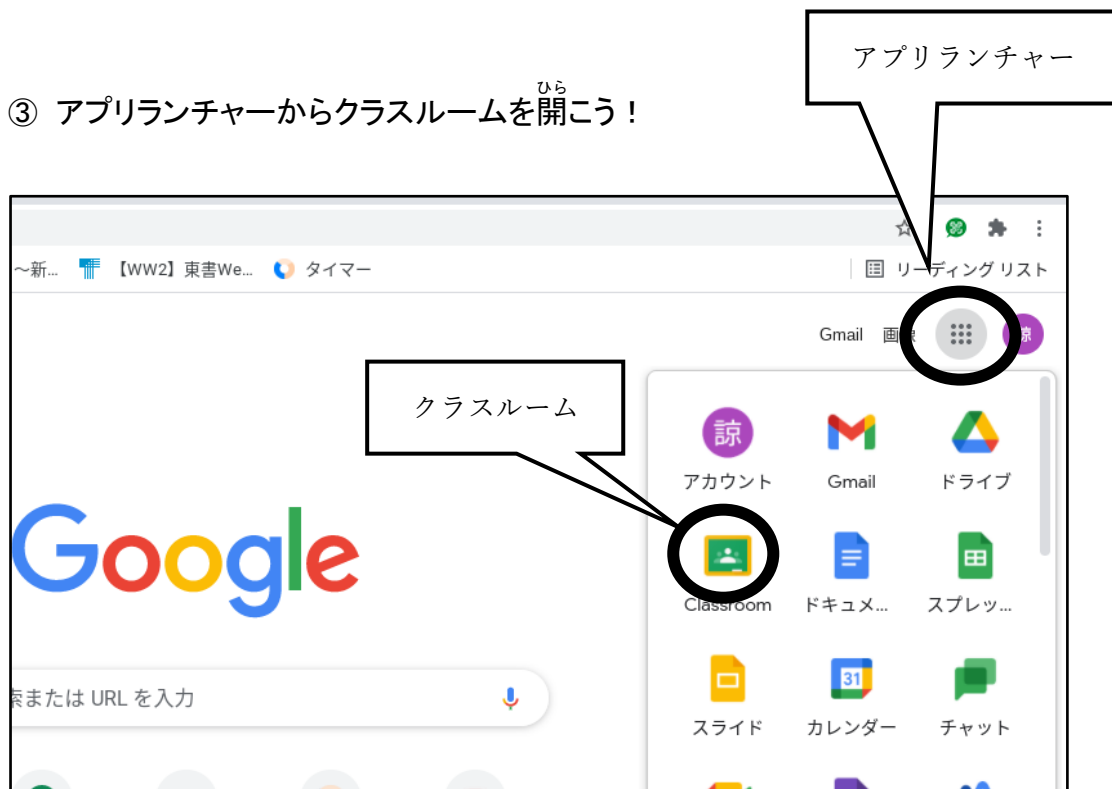 アプリランチャー
ひら
③ アプリランチャーからクラスルームを開こう！
～新… 【WW2】東書We… タイマー リーディング リスト
Gmail
クラスルーム
諒
アカウント Gmail ドライブ
Google
Classroom ドキュメ… スプレッ…
31
または URL を入力
スライド カレンダー チャット